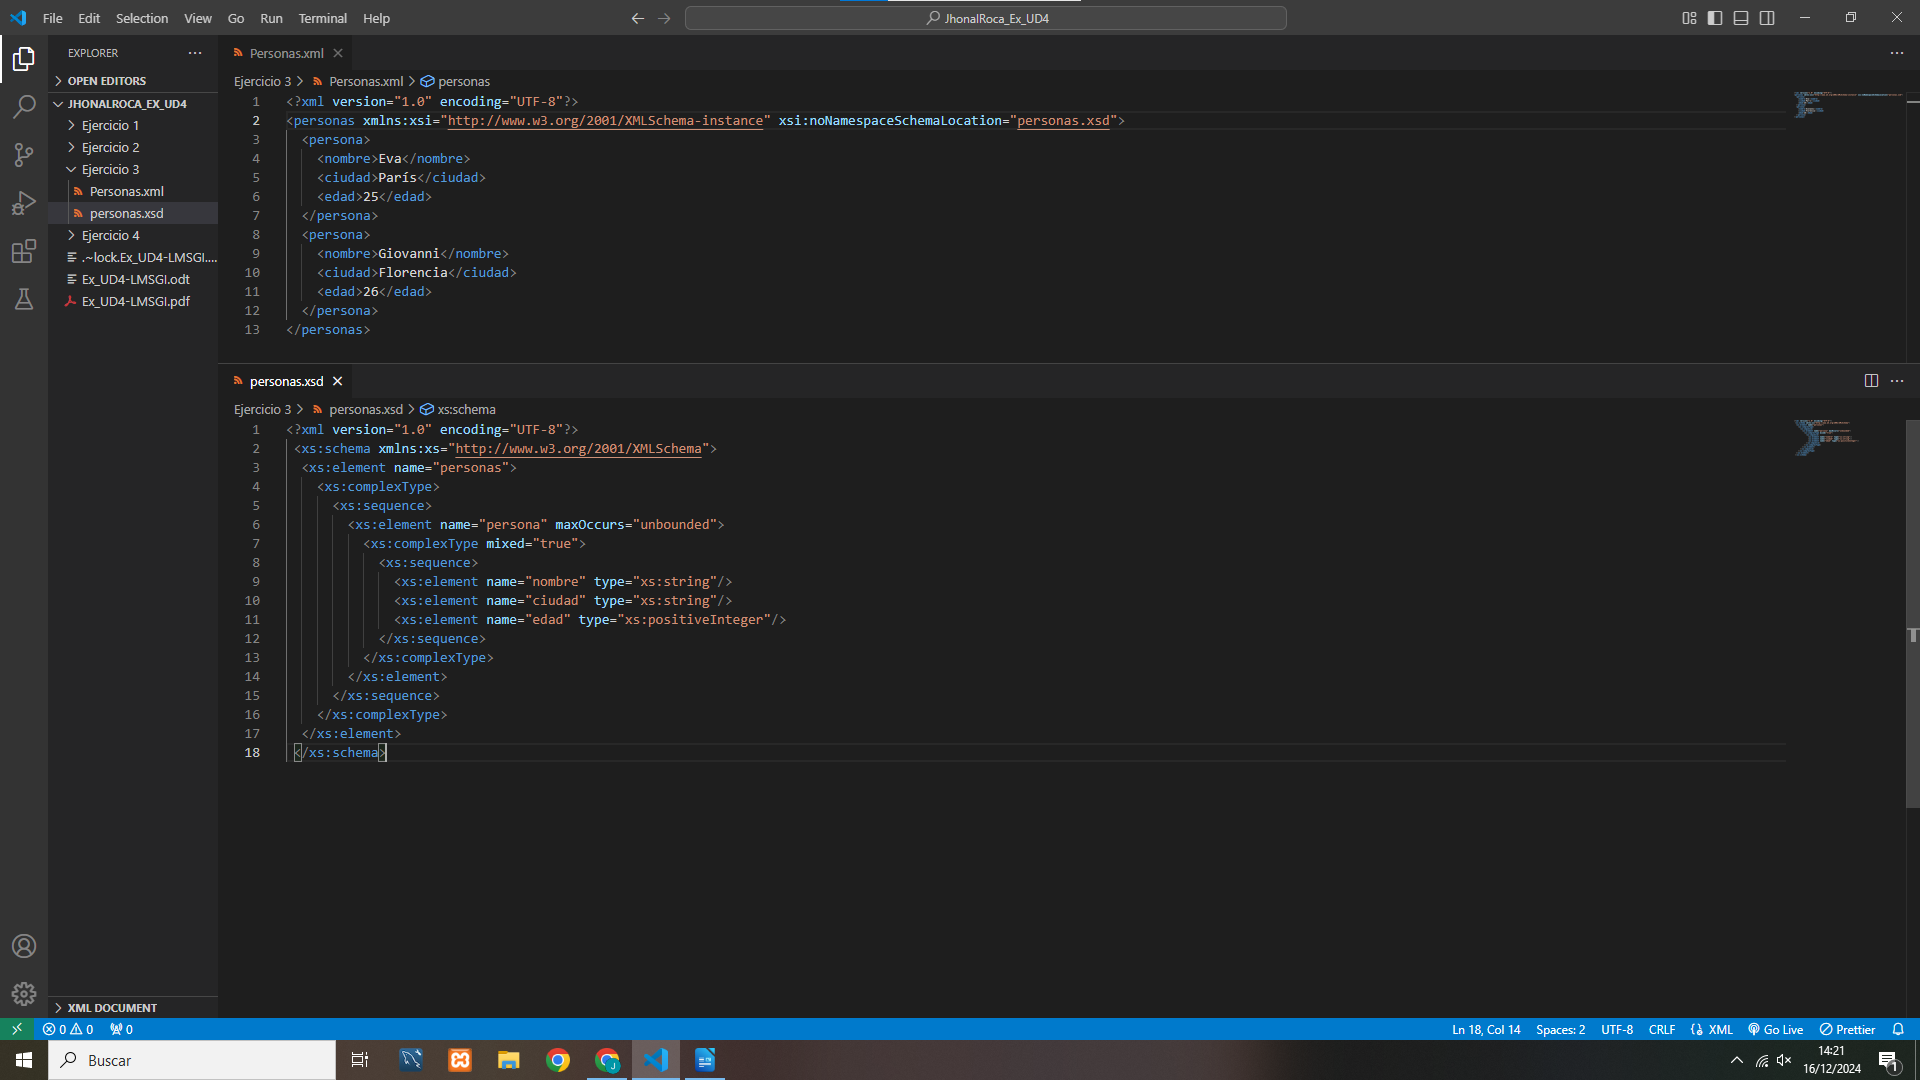 File Edit Selection View Go Run Terminal Help
JhonalRoca_Ex_UD4
EXPLORER
OPEN EDITORS
JHONALROCA_EX_UD4
Ejercicio 1
Ejercicio 2
Ejercicio 3
Personas.xml
personas.xsd
Ejercicio 4
.~lock.Ex_UD4-LMSGI....
Ex_UD4-LMSGI.odt
Ex_UD4-LMSGI.pdf
XML DOCUMENT
Personas.xml
Ejercicio 3 > Personas.xml > personas
1 <?xml version="1.0" encoding="UTF-8"?>
2 <personas xmlns:xsi="http://www.w3.org/2001/XMLSchema-instance" xsi:noNamespaceSchemaLocation="personas.xsd">
3 <persona>
4 <nombre>Eva</nombre>
5 <ciudad>París</ciudad>
6 <edad>25</edad>
7 </persona>
8 <persona>
9 <nombre>Giovanni</nombre>
10 <ciudad>Florencia</ciudad>
11 <edad>26</edad>
12 </persona>
13 </personas>
personas.xsd
Ejercicio 3 > personas.xsd > xs:schema
1 <?xml version="1.0" encoding="UTF-8"?>
2 <xs:schema xmlns:xs="http://www.w3.org/2001/XMLSchema">
3 <xs:element name="personas">
4 <xs:complexType>
5 <xs:sequence>
6 <xs:element name="persona" maxOccurs="unbounded">
7 <xs:complexType mixed="true">
8 <xs:sequence>
9 <xs:element name="nombre" type="xs:string"/>
10 <xs:element name="ciudad" type="xs:string"/>
11 <xs:element name="edad" type="xs:positiveInteger"/>
12 </xs:sequence>
13 </xs:complexType>
14 </xs:element>
15 </xs:sequence>
16 </xs:complexType>
17 </xs:element>
18 </xs:schema>
0 0 0
Ln 18, Col 14 Spaces: 2 UTF-8 CRLF XML Go Live Prettier
Buscar
14:21
16/12/2024
1